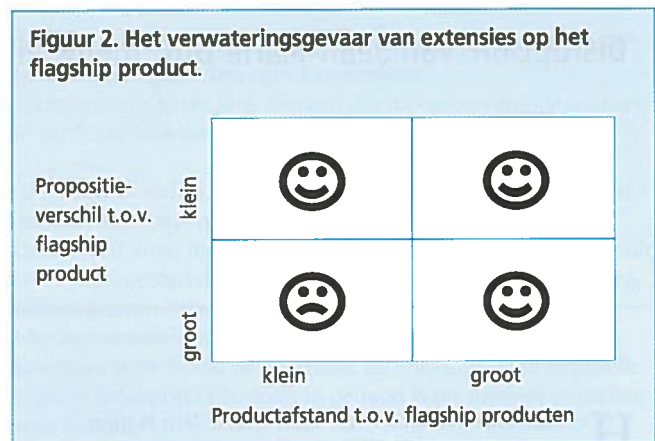 Figuur 2. Het verwateringsgevaar van extensies op het
flagship product.
Propositie-
verschil t.o.v.
flagship
product
klein
groot
klein
groot
Productafstand t.o.v. flagship producten